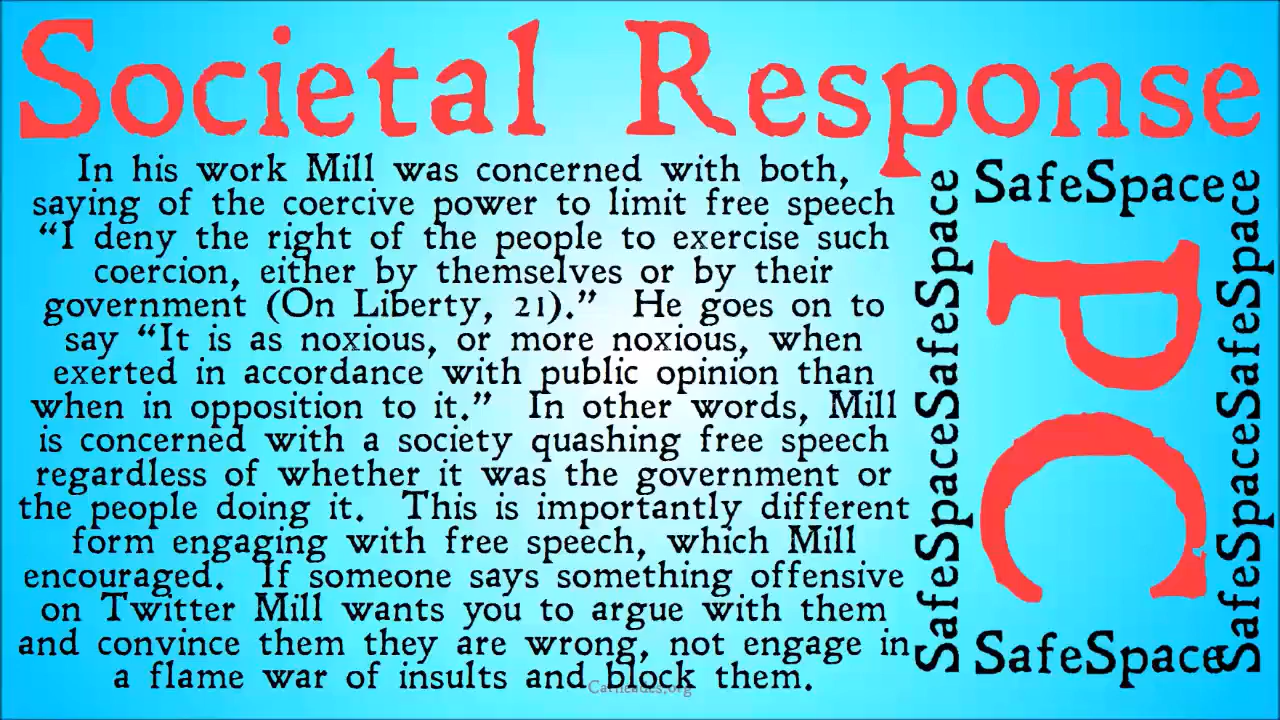 Societal Response
In his work Mill was concerned with both,
saying of the coercive power to limit free speech
“I deny the right of the people to exercise such
coercion, either by themselves or by their
government (On Liberty, 21).” He goes on to
say “It is as noxious, or more noxious, when
exerted in accordance with public opinion than
when in opposition to it.” In other words, Mill
is concerned with a society quashing free speech
regardless of whether it was the government or
the people doing it. This is importantly different
form engaging with free speech, which Mill
encouraged. If someone says something offensive
on Twitter Mill wants you to argue with them
and convince them they are wrong, not engage in
a flame war of insults and block them.
Carneades.org
SafeSpace
SafeSpaceSafeSpace
PC
SafeSpaceSafeSpace
SafeSpace